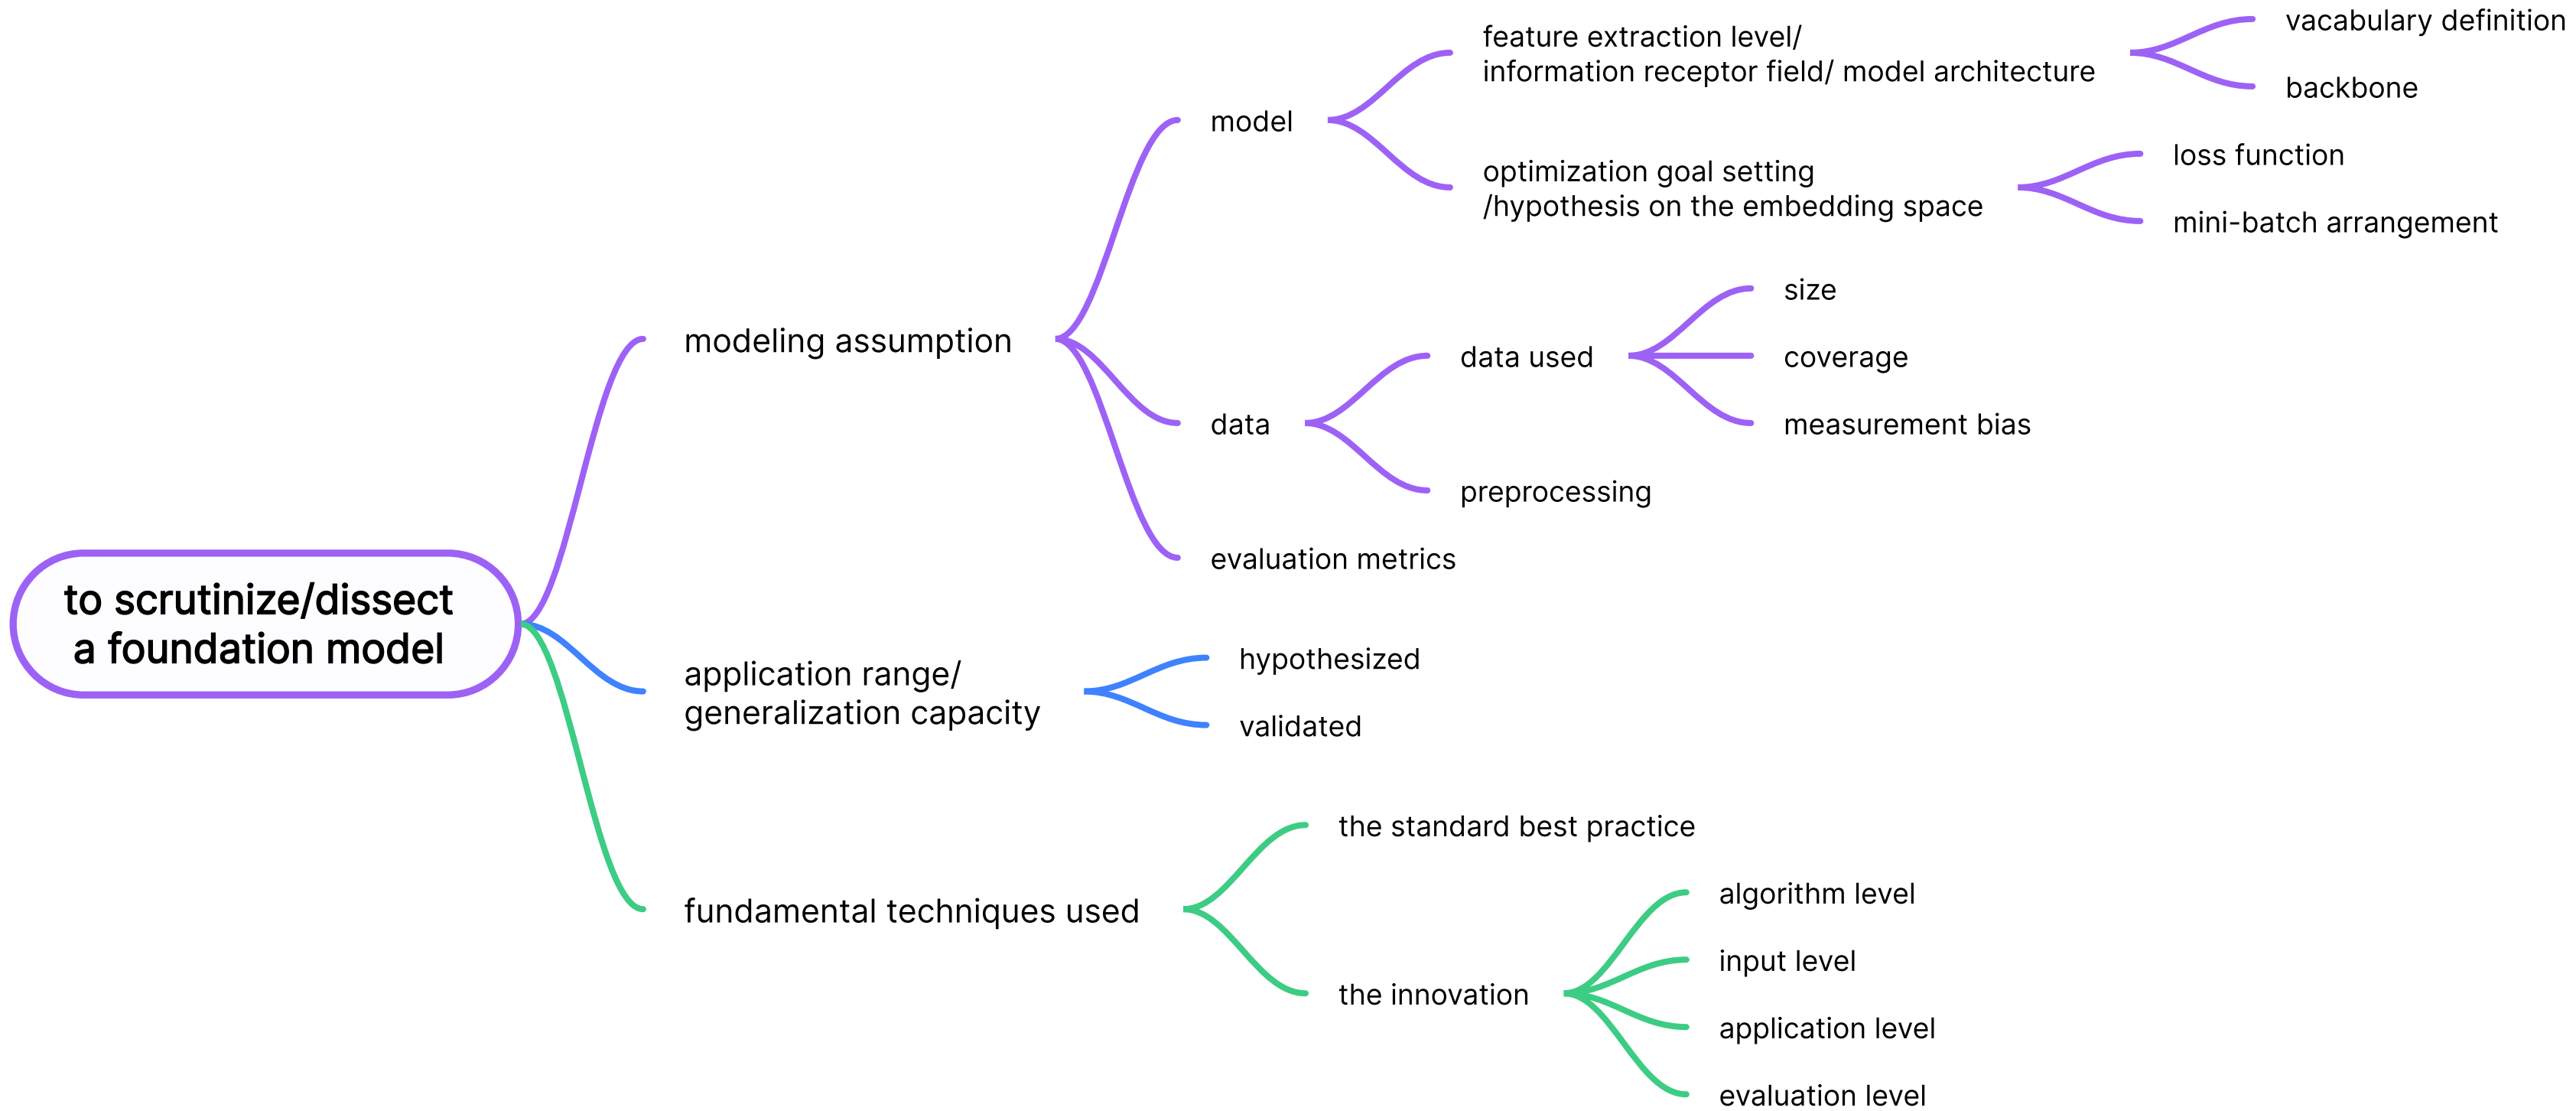 to scrutinize/dissect
a foundation model
modeling assumption
model
feature extraction level/
information receptor field/ model architecture
vacabulary definition
backbone
optimization goal setting
/hypothesis on the embedding space
loss function
mini-batch arrangement
data
data used
size
coverage
measurement bias
preprocessing
evaluation metrics
application range/
generalization capacity
hypothesized
validated
fundamental techniques used
the standard best practice
the innovation
algorithm level
input level
application level
evaluation level